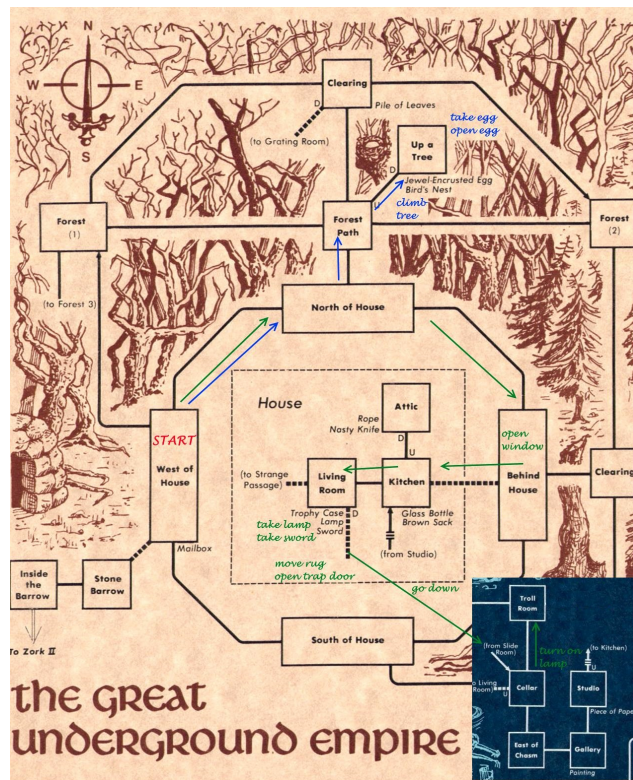 N
W E
S
Clearing
D
Pile of Leaves
(to Grating Room)
take egg
open egg
Up a
Tree
D
Jewel-Encrusted Egg
Bird's Nest
U
climb
tree
Forest
(1)
Forest
Path
Forest
(2)
(to Forest 3)
North of House
House
Attic
Rope
Nasty Knife
D
U
START
West of
House
open
window
Behind
House
Clearing
(to Strange
Passage)
Living
Room
Kitchen
Trophy Case
Lamp
Sword
D
Glass Bottle
Brown Sack
take lamp
take sword
(from Studio)
Mailbox
move rug
open trap door
go down
Inside
the
Barrow
Stone
Barrow
To Zork II
South of House
Troll
Room
(from Slide
Room)
turn on
lamp
(to Kitchen)
U
o Living
Room)
U
Cellar
Studio
Piece of Pape
East of
Chasm
Gallery
Painting
the GREAT
UNDERGROUND EMPIRE